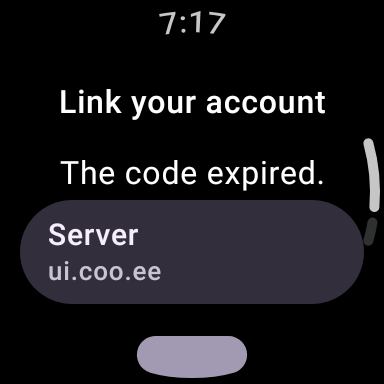 7:17
Link your account
The code expired.
Server
ui.coo.ee